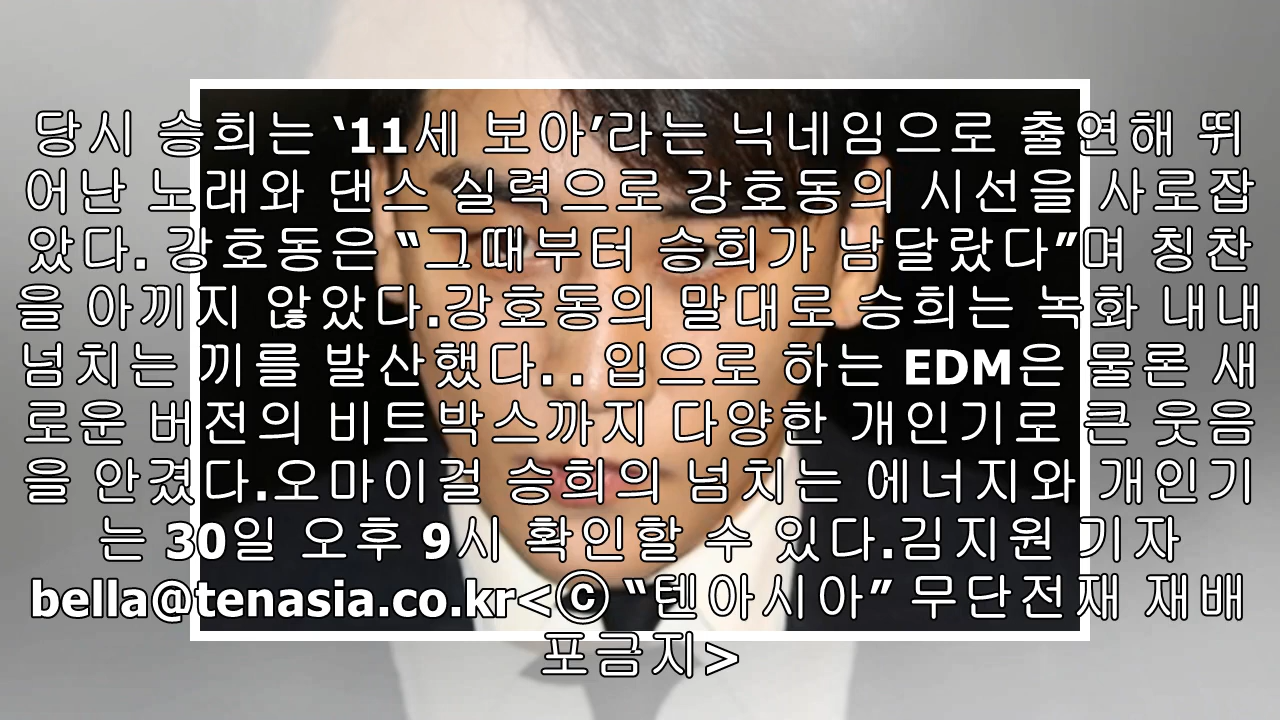 당시 승희는 ‘11세 보아’라는 닉네임으로 출연해 뛰
어난 노래와 댄스 실력으로 강호동의 시선을 사로잡
았다. 강호동은 “그때부터 승희가 남달랐다”며 칭찬
을 아끼지 않았다.강호동의 말대로 승희는 녹화 내내
넘치는 끼를 발산했다. . 입으로 하는 EDM은 물론 새
로운 버전의 비트박스까지 다양한 개인기로 큰 웃음
을 안겼다.오마이걸 승희의 넘치는 에너지와 개인기
는 30일 오후 9시 확인할 수 있다.김지원 기자
bella@tenasia.co.kr<ⓒ “텐아시아” 무단전재 재배
포금지>